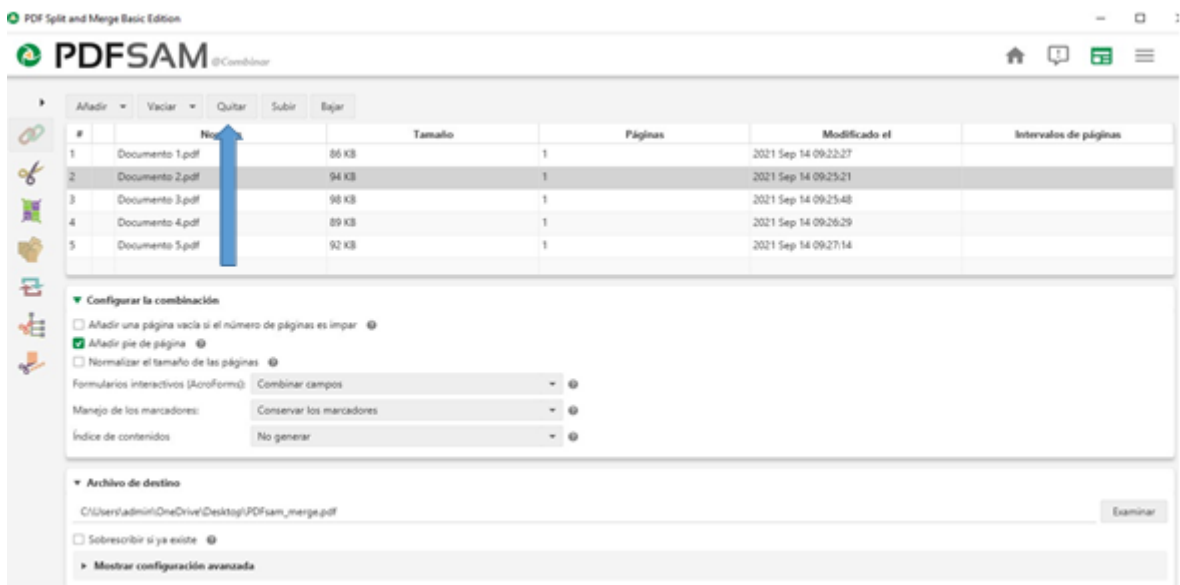 PDF Split and Merge Basic Edition
PDFSAM @Combinar
Añadir Vaciar Quitar Subir Bajar
# Tamaño Páginas Modificado el Intervalos de páginas
1 Documento 1.pdf 86 KB 1 2021 Sep 14 09:22:27
2 Documento 2.pdf 94 KB 1 2021 Sep 14 09:25:21
3 Documento 3.pdf 98 KB 1 2021 Sep 14 09:25:48
4 Documento 4.pdf 89 KB 1 2021 Sep 14 09:26:29
5 Documento 5.pdf 92 KB 1 2021 Sep 14 09:27:14
Configurar la combinación
Añadir una página vacía si el número de páginas es impar
Añadir pie de página
Normalizar el tamaño de las páginas
Formularios interactivos (AcroForms): Combinar campos
Manejo de los marcadores: Conservar los marcadores
Índice de contenidos No generar
Archivo de destino
C:\Users\admin\OneDrive\Desktop\PDFsam_merge.pdf Examinar
Sobrescribir si ya existe
Mostrar configuración avanzada